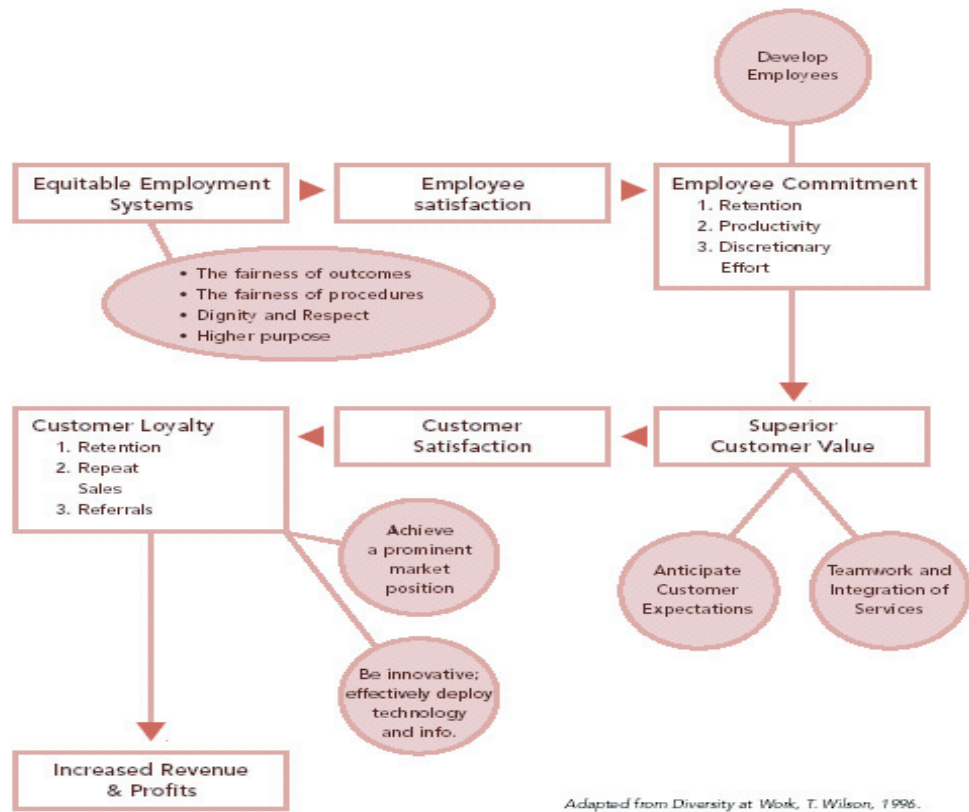 Develop
Employees
Equitable Employment
Systems
Employee
satisfaction
Employee Commitment
1. Retention
2. Productivity
3. Discretionary
Effort
• The fairness of outcomes
• The fairness of procedures
• Dignity and Respect
• Higher purpose
Customer Loyalty
1. Retention
2. Repeat
Sales
3. Referrals
Customer
Satisfaction
Superior
Customer Value
Achieve
a prominent
market
position
Anticipate
Customer
Expectations
Teamwork and
Integration of
Services
Be innovative;
effectively deploy
technology
and info.
Increased Revenue
& Profits
Adapted from Diversity at Work, T. Wilson, 1996.